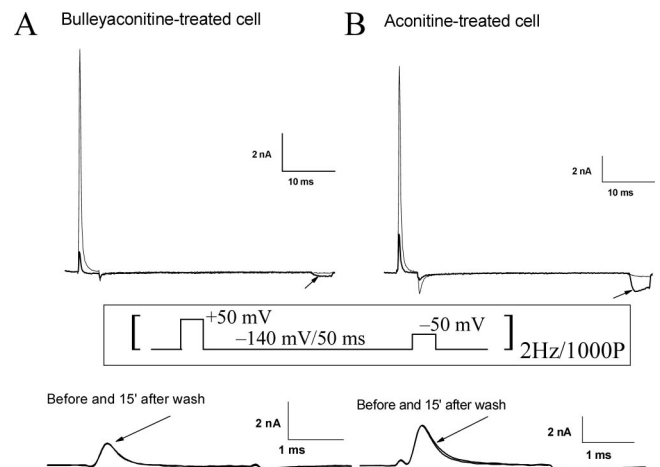 A Bulleyaconitine-treated cell
B Aconitine-treated cell
2 nA
10 ms
2 nA
10 ms
[ +50 mV −140 mV/50 ms −50 mV ] 2Hz/1000P
Before and 15' after wash
2 nA
1 ms
Before and 15' after wash
2 nA
1 ms